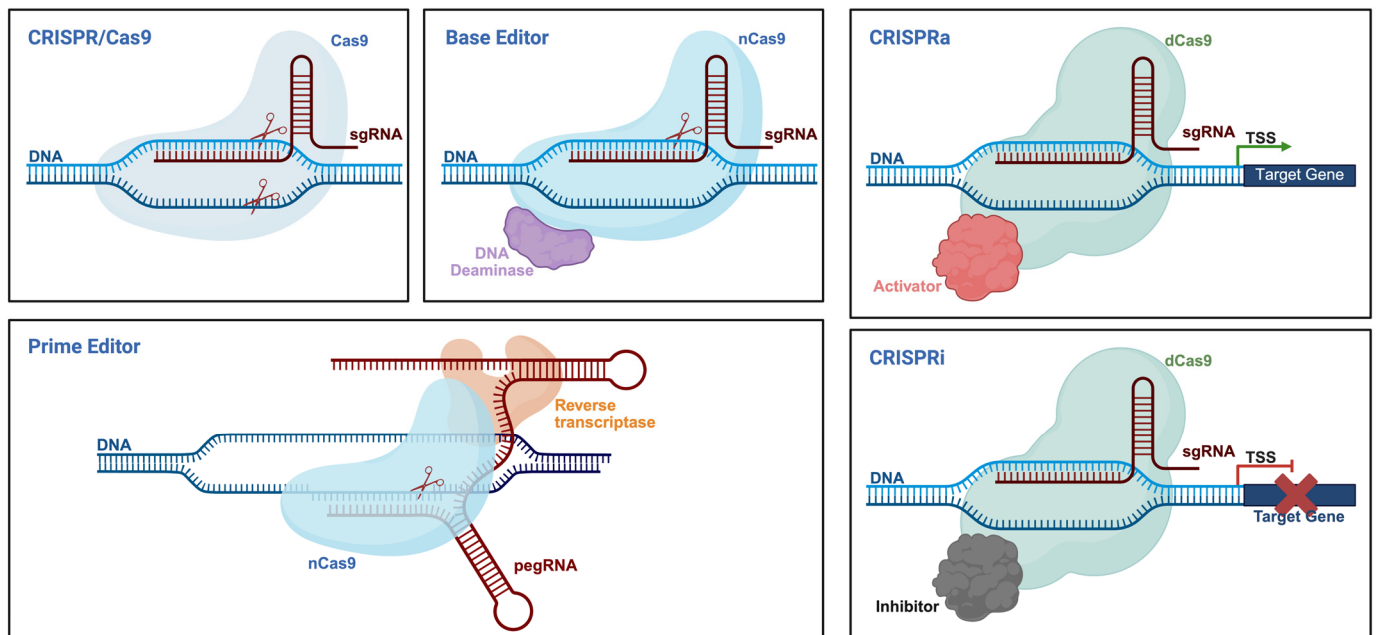 CRISPR/Cas9
Cas9
sgRNA
DNA
Base Editor
nCas9
sgRNA
DNA
DNA
Deaminase
CRISPRa
dCas9
sgRNA
TSS
DNA
Target Gene
Activator
Prime Editor
Reverse
transcriptase
DNA
nCas9
pegRNA
CRISPRi
dCas9
sgRNA
TSS
DNA
Target Gene
Inhibitor